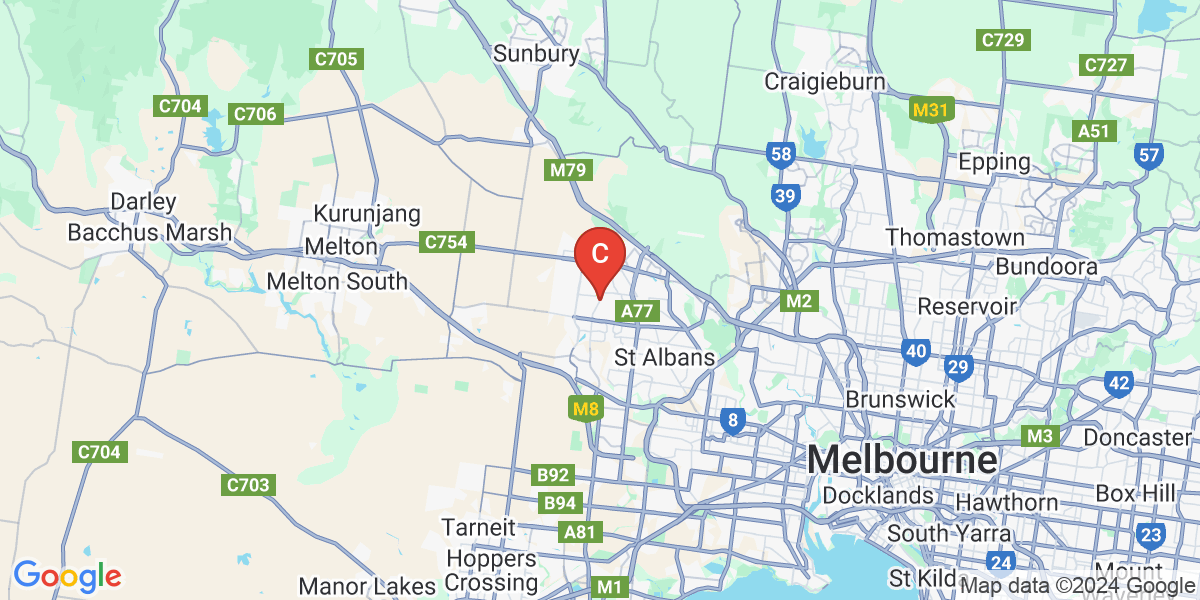 C729
C705
Sunbury
C727
Craigieburn
C704
C706
M31
A51
58
57
Epping
M79
39
Darley
Kurunjang
Bacchus Marsh
Melton
C754
Thomastown
C
Bundoora
Melton South
M2
A77
Reservoir
40
St Albans
29
42
Brunswick
M8
8
M3
Doncaster
C704
Melbourne
B92
C703
Docklands
Hawthorn
Box Hill
B94
Tarneit
A81
South Yarra
23
Hoppers
Crossing
24
Google
Manor Lakes
M1
St Kild
Mount
Map data ©2024 Google